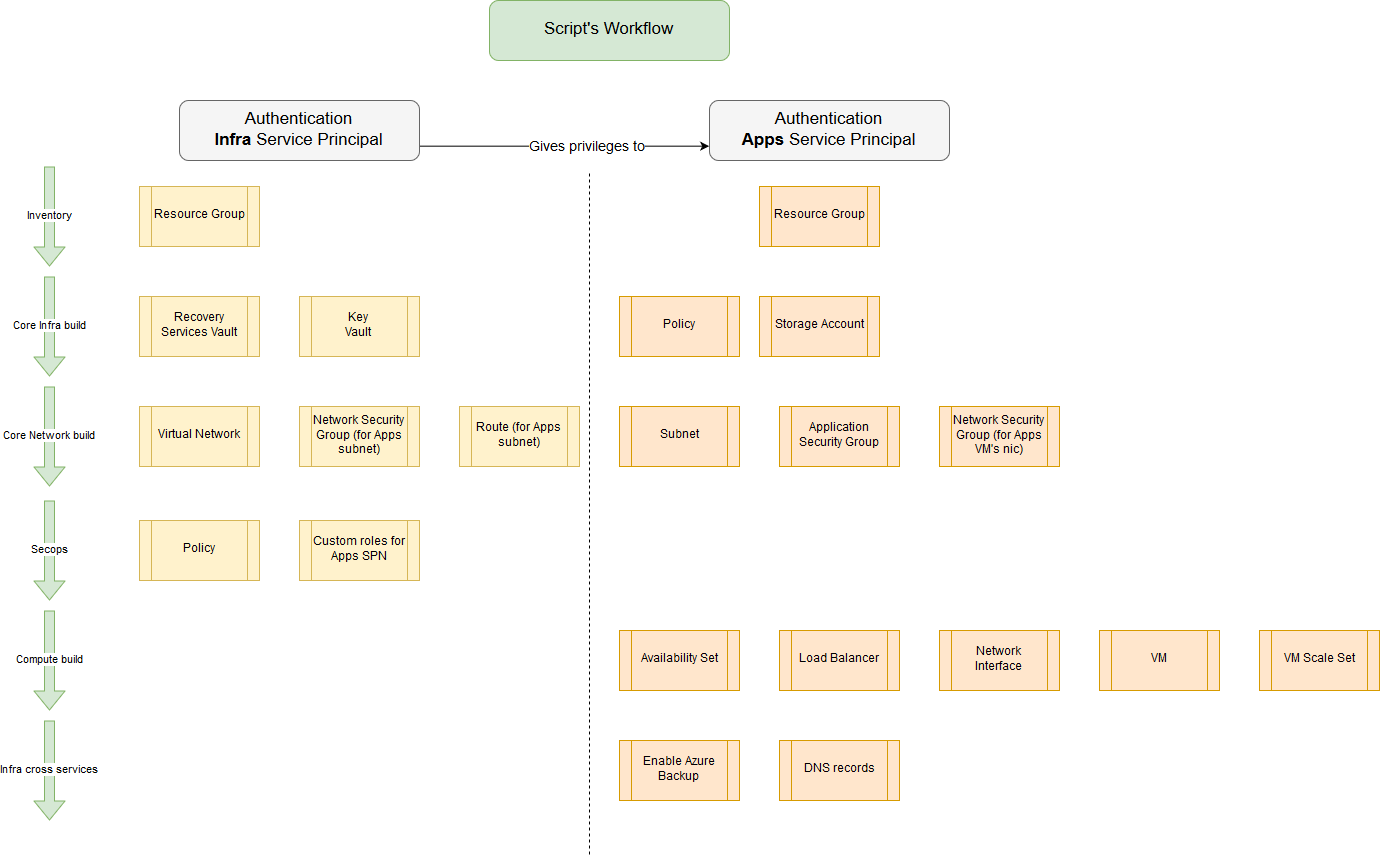 Script's Workflow
Authentication
Infra Service Principal
Gives privileges to
Authentication
Apps Service Principal
Inventory
Resource Group
Resource Group
Core Infra build
Recovery
Services Vault
Key
Vault
Policy
Storage Account
Core Network build
Virtual Network
Network Security
Group (for Apps
subnet)
Route (for Apps
subnet)
Subnet
Application
Security Group
Network Security
Group (for Apps
VM's nic)
Secops
Policy
Custom roles for
Apps SPN
Compute build
Availability Set
Load Balancer
Network
Interface
VM
VM Scale Set
Infra cross services
Enable Azure
Backup
DNS records